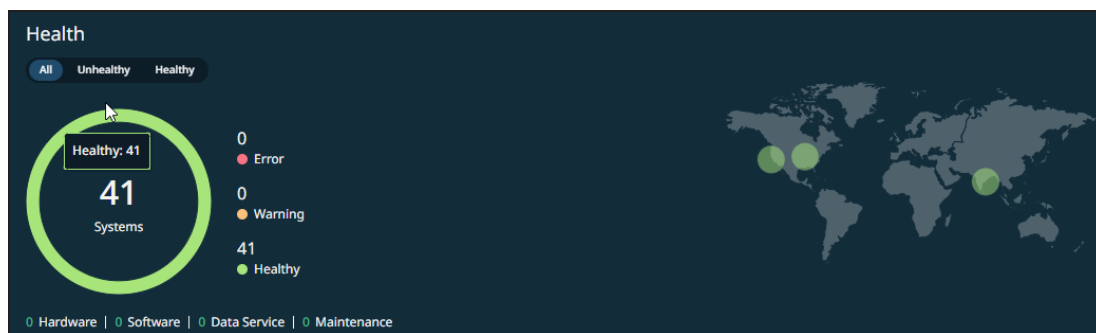 Health
All Unhealthy Healthy
Healthy: 41
41
Systems
0
Error
0
Warning
41
Healthy
0 Hardware | 0 Software | 0 Data Service | 0 Maintenance